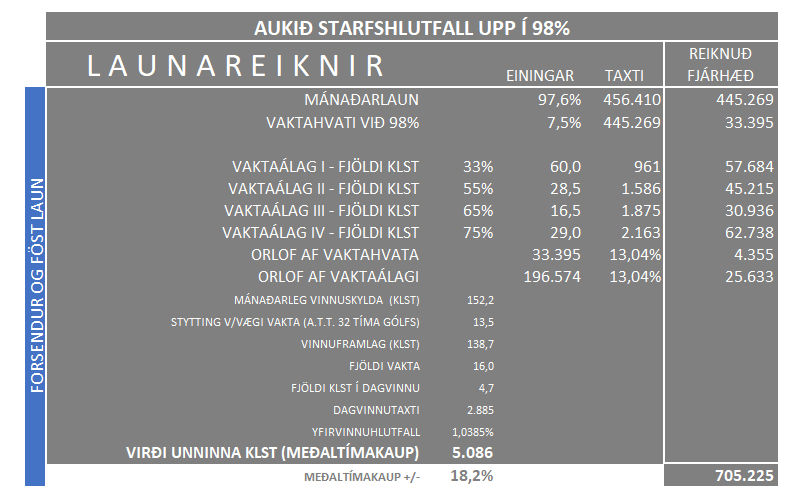 AUKIÐ STARFSHLUTFALL UPP Í 98%
LAUNAREIKNIR EININGAR TAXTI REIKNUÐ FJÁRHÆÐ
MÁNAÐARLAUN 97,6% 456.410 445.269
VAKTAHVATI VIÐ 98% 7,5% 445.269 33.395
VAKTAÁLAG I - FJÖLDI KLST 33% 60,0 961 57.684
VAKTAÁLAG II - FJÖLDI KLST 55% 28,5 1.586 45.215
VAKTAÁLAG III - FJÖLDI KLST 65% 16,5 1.875 30.936
VAKTAÁLAG IV - FJÖLDI KLST 75% 29,0 2.163 62.738
ORLOF AF VAKTAHVATA 33.395 13,04% 4.355
ORLOF AF VAKTAÁLAGI 196.574 13,04% 25.633
MÁNAÐARLEG VINNUSKYLDA (KLST) 152,2
STYTTING V/VÆGI VAKTA (A.T.T. 32 TÍMA GÓLFS) 13,5
VINNUFRAMLAG (KLST) 138,7
FJÖLDI VAKTA 16,0
FJÖLDI KLST Í DAGVINNU 4,7
DAGVINNUTAXTI 2.885
YFIRVINNUHLUTFALL 1,0385%
VIRÐI UNNINNA KLST (MEÐALTÍMAKAUP) 5.086
MEÐALTÍMAKAUP +/- 18,2% 705.225
FORSENDUR OG FÖST LAUN